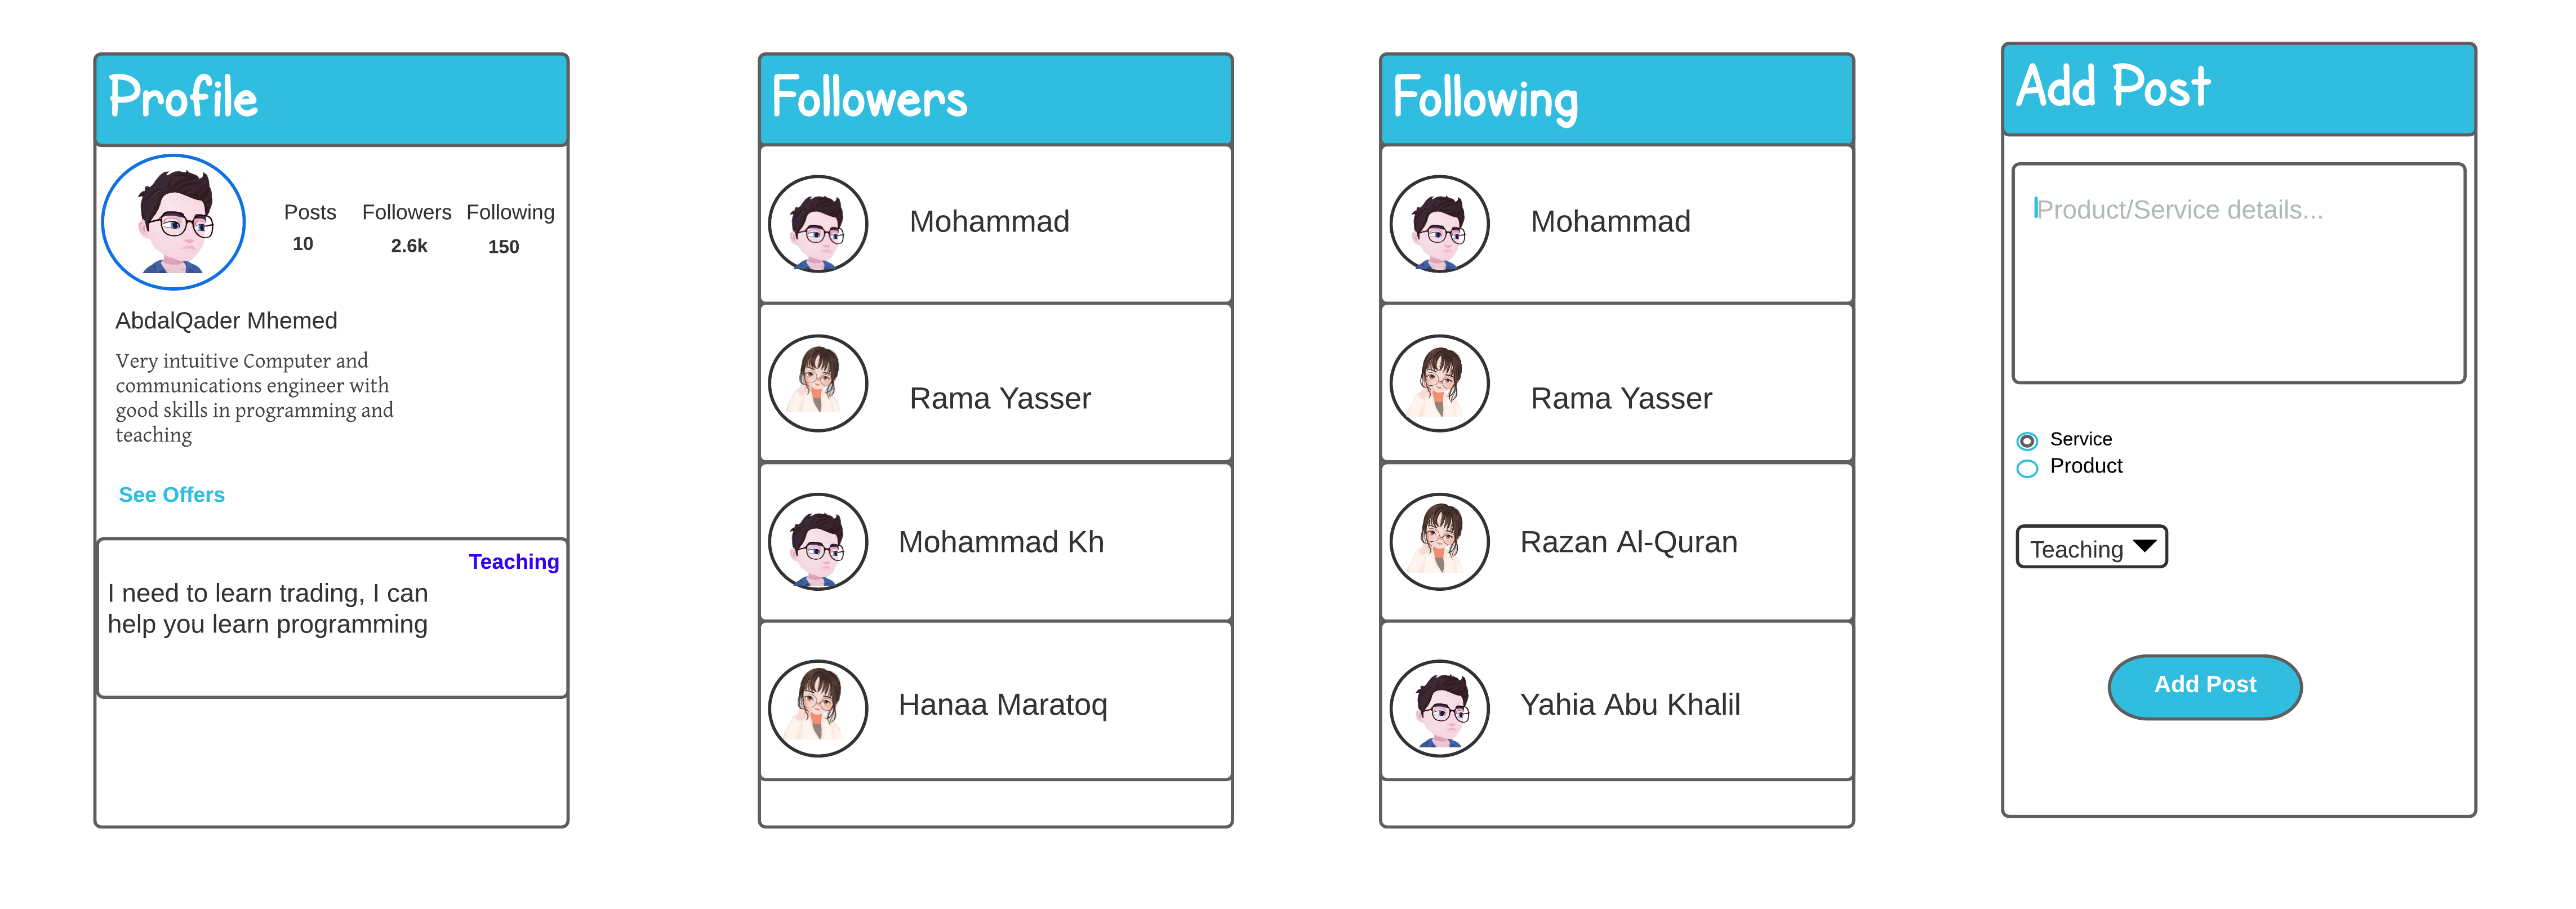 Profile
Posts Followers Following
10 2.6k 150
AbdalQader Mhemed
Very intuitive Computer and
communications engineer with
good skills in programming and
teaching
See Offers
Teaching
I need to learn trading, I can
help you learn programming
Followers
Mohammad
Rama Yasser
Mohammad Kh
Hanaa Maratoq
Following
Mohammad
Rama Yasser
Razan Al-Quran
Yahia Abu Khalil
Add Post
Product/Service details...
Service
Product
Teaching
Add Post